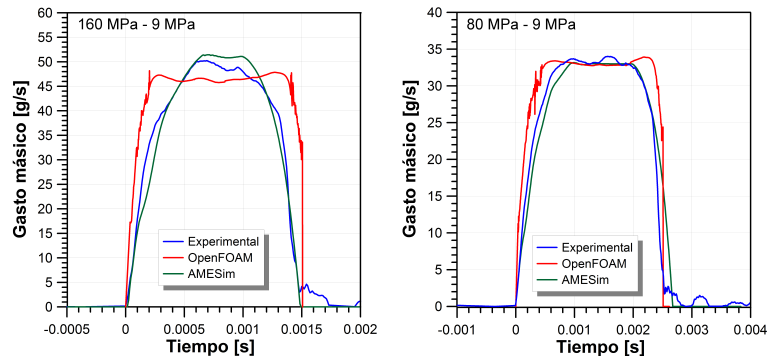 160 MPa - 9 MPa
Gasto másico [g/s]
60
55
50
45
40
35
30
25
20
15
10
5
0
Experimental
OpenFOAM
AMESim
-0.0005
0
0.0005
0.001
0.0015
0.002
Tiempo [s]
80 MPa - 9 MPa
Gasto másico [g/s]
40
35
30
25
20
15
10
5
0
Experimental
OpenFOAM
AMESim
-0.001
0
0.001
0.002
0.003
0.004
Tiempo [s]